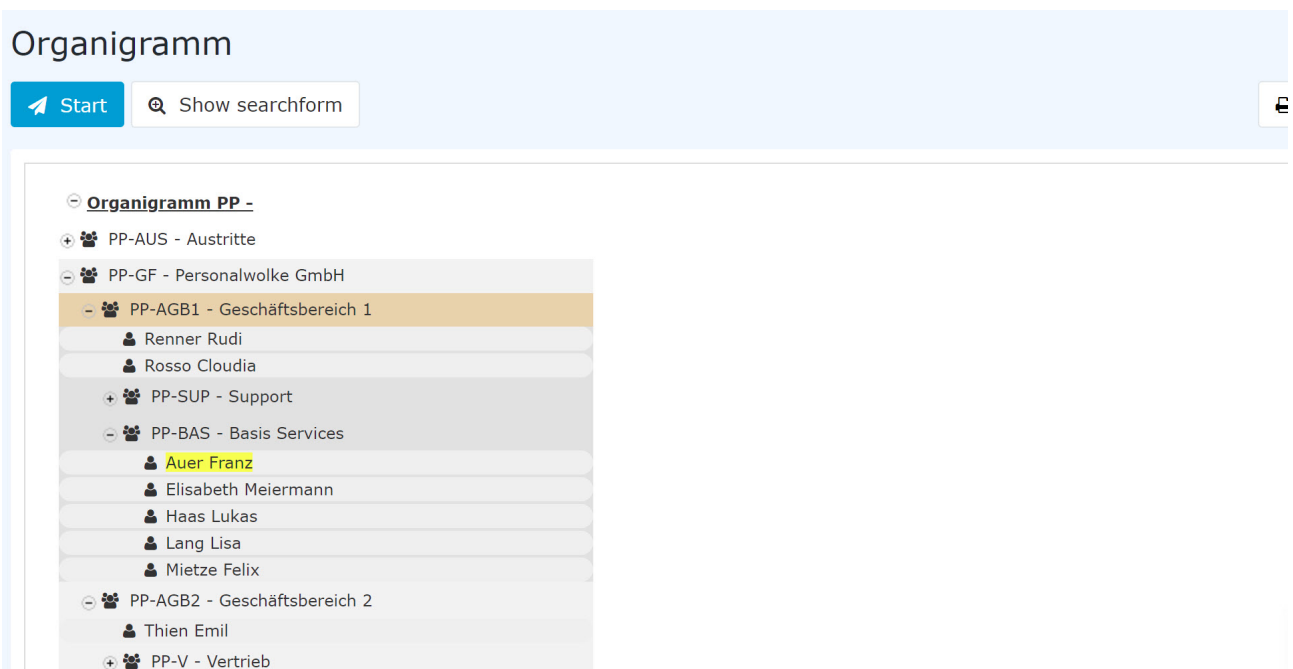 Organigramm
Start Show searchform
Organigramm PP -
PP-AUS - Austritte
PP-GF - Personalwolke GmbH
PP-AGB1 - Geschäftsbereich 1
Renner Rudi
Rosso Cloudia
PP-SUP - Support
PP-BAS - Basis Services
Auer Franz
Elisabeth Meiermann
Haas Lukas
Lang Lisa
Mietze Felix
PP-AGB2 - Geschäftsbereich 2
Thien Emil
PP-V - Vertrieb